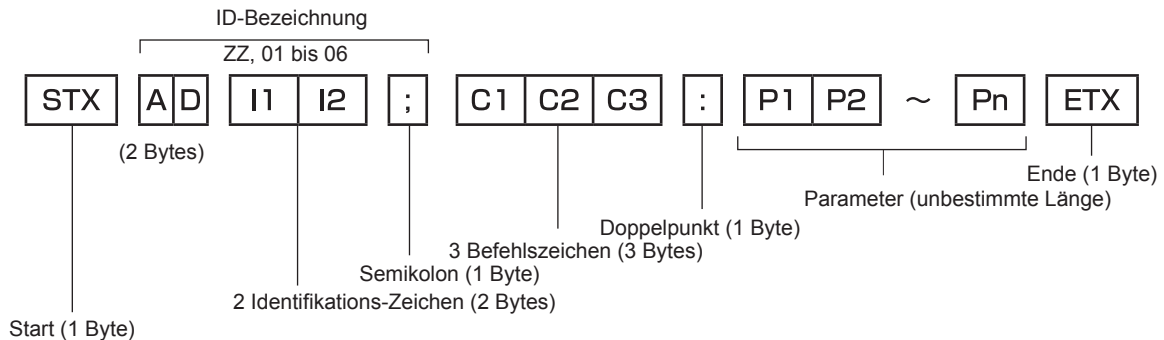 ID-Bezeichnung
ZZ, 01 bis 06
STX A D I1 I2 ; C1 C2 C3 : P1 P2 ~ Pn ETX
(2 Bytes)
Ende (1 Byte)
Parameter (unbestimmte Länge)
Doppelpunkt (1 Byte)
3 Befehlszeichen (3 Bytes)
Semikolon (1 Byte)
2 Identifikations-Zeichen (2 Bytes)
Start (1 Byte)